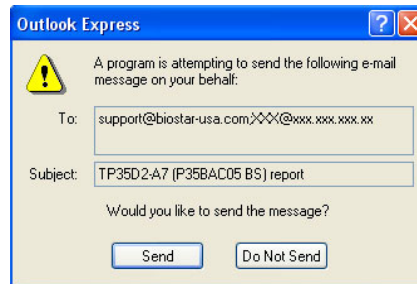 Outlook Express
A program is attempting to send the following e-mail
message on your behalf:
To: support@biostar-usa.com;XXX@xxx.xxx.xxx.xx
Subject: TP35D2-A7 (P35BAC05 BS) report
Would you like to send the message?
Send Do Not Send